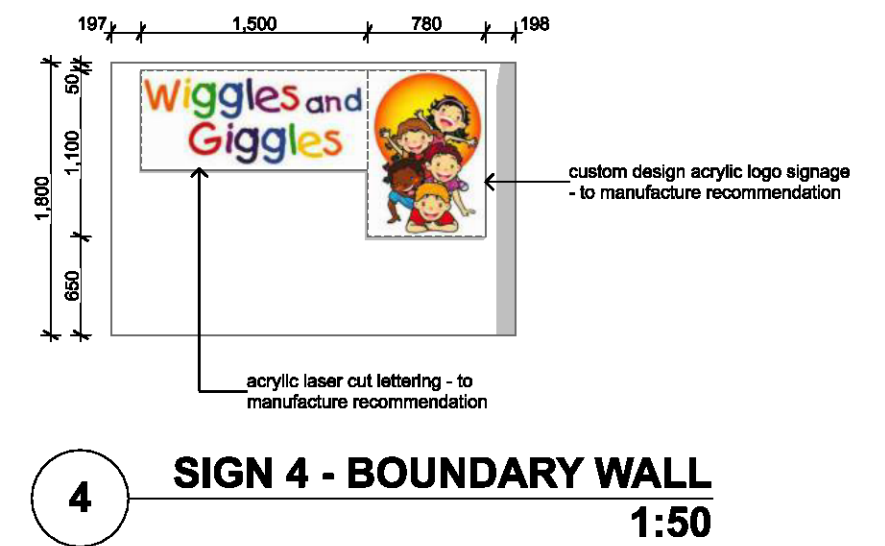 197 1,500 780 198
50
1,100
1,800
650
Wiggles and
Giggles
custom design acrylic logo signage
- to manufacture recommendation
acrylic laser cut lettering - to
manufacture recommendation
4
SIGN 4 - BOUNDARY WALL
1:50